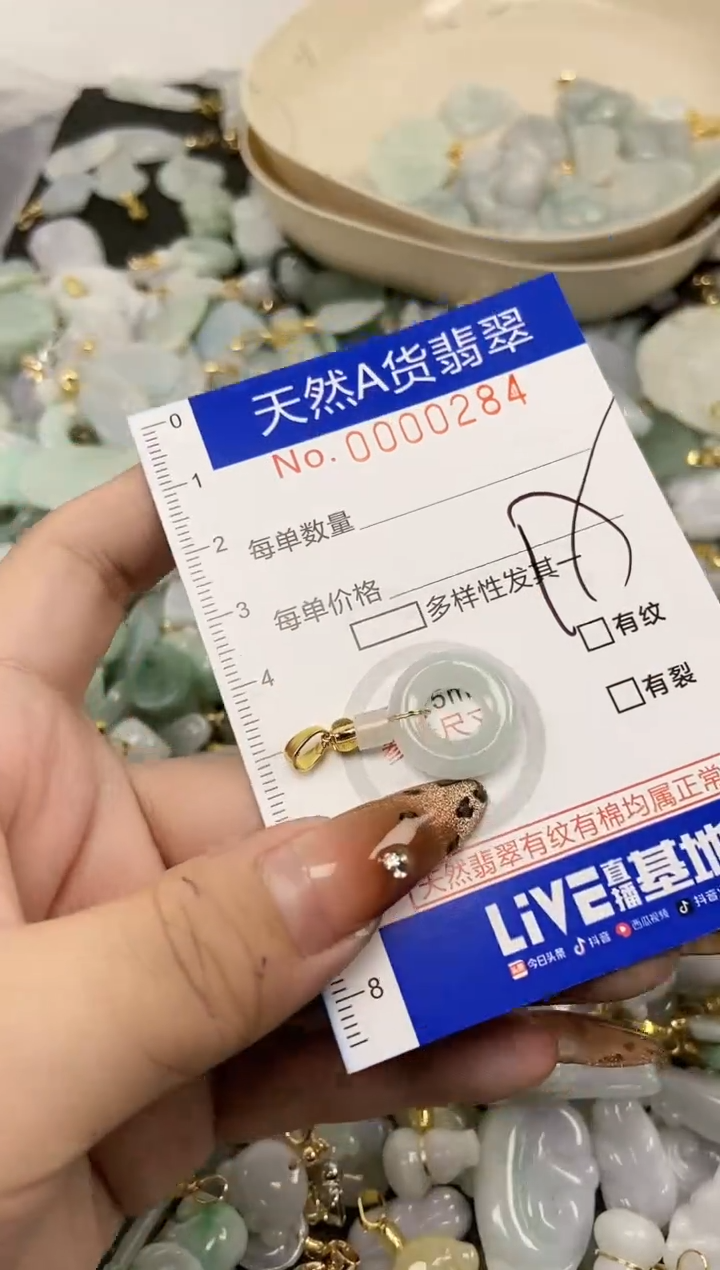 天然A货翡翠
No. 0000284
0
1
2
3
4
8
每单数量
每单价格
多样性发其一
有纹
有裂
5m
尺寸
天然翡翠有纹有棉均属正常
LIVE直播基地
今日头条 抖音 西瓜视频 抖音